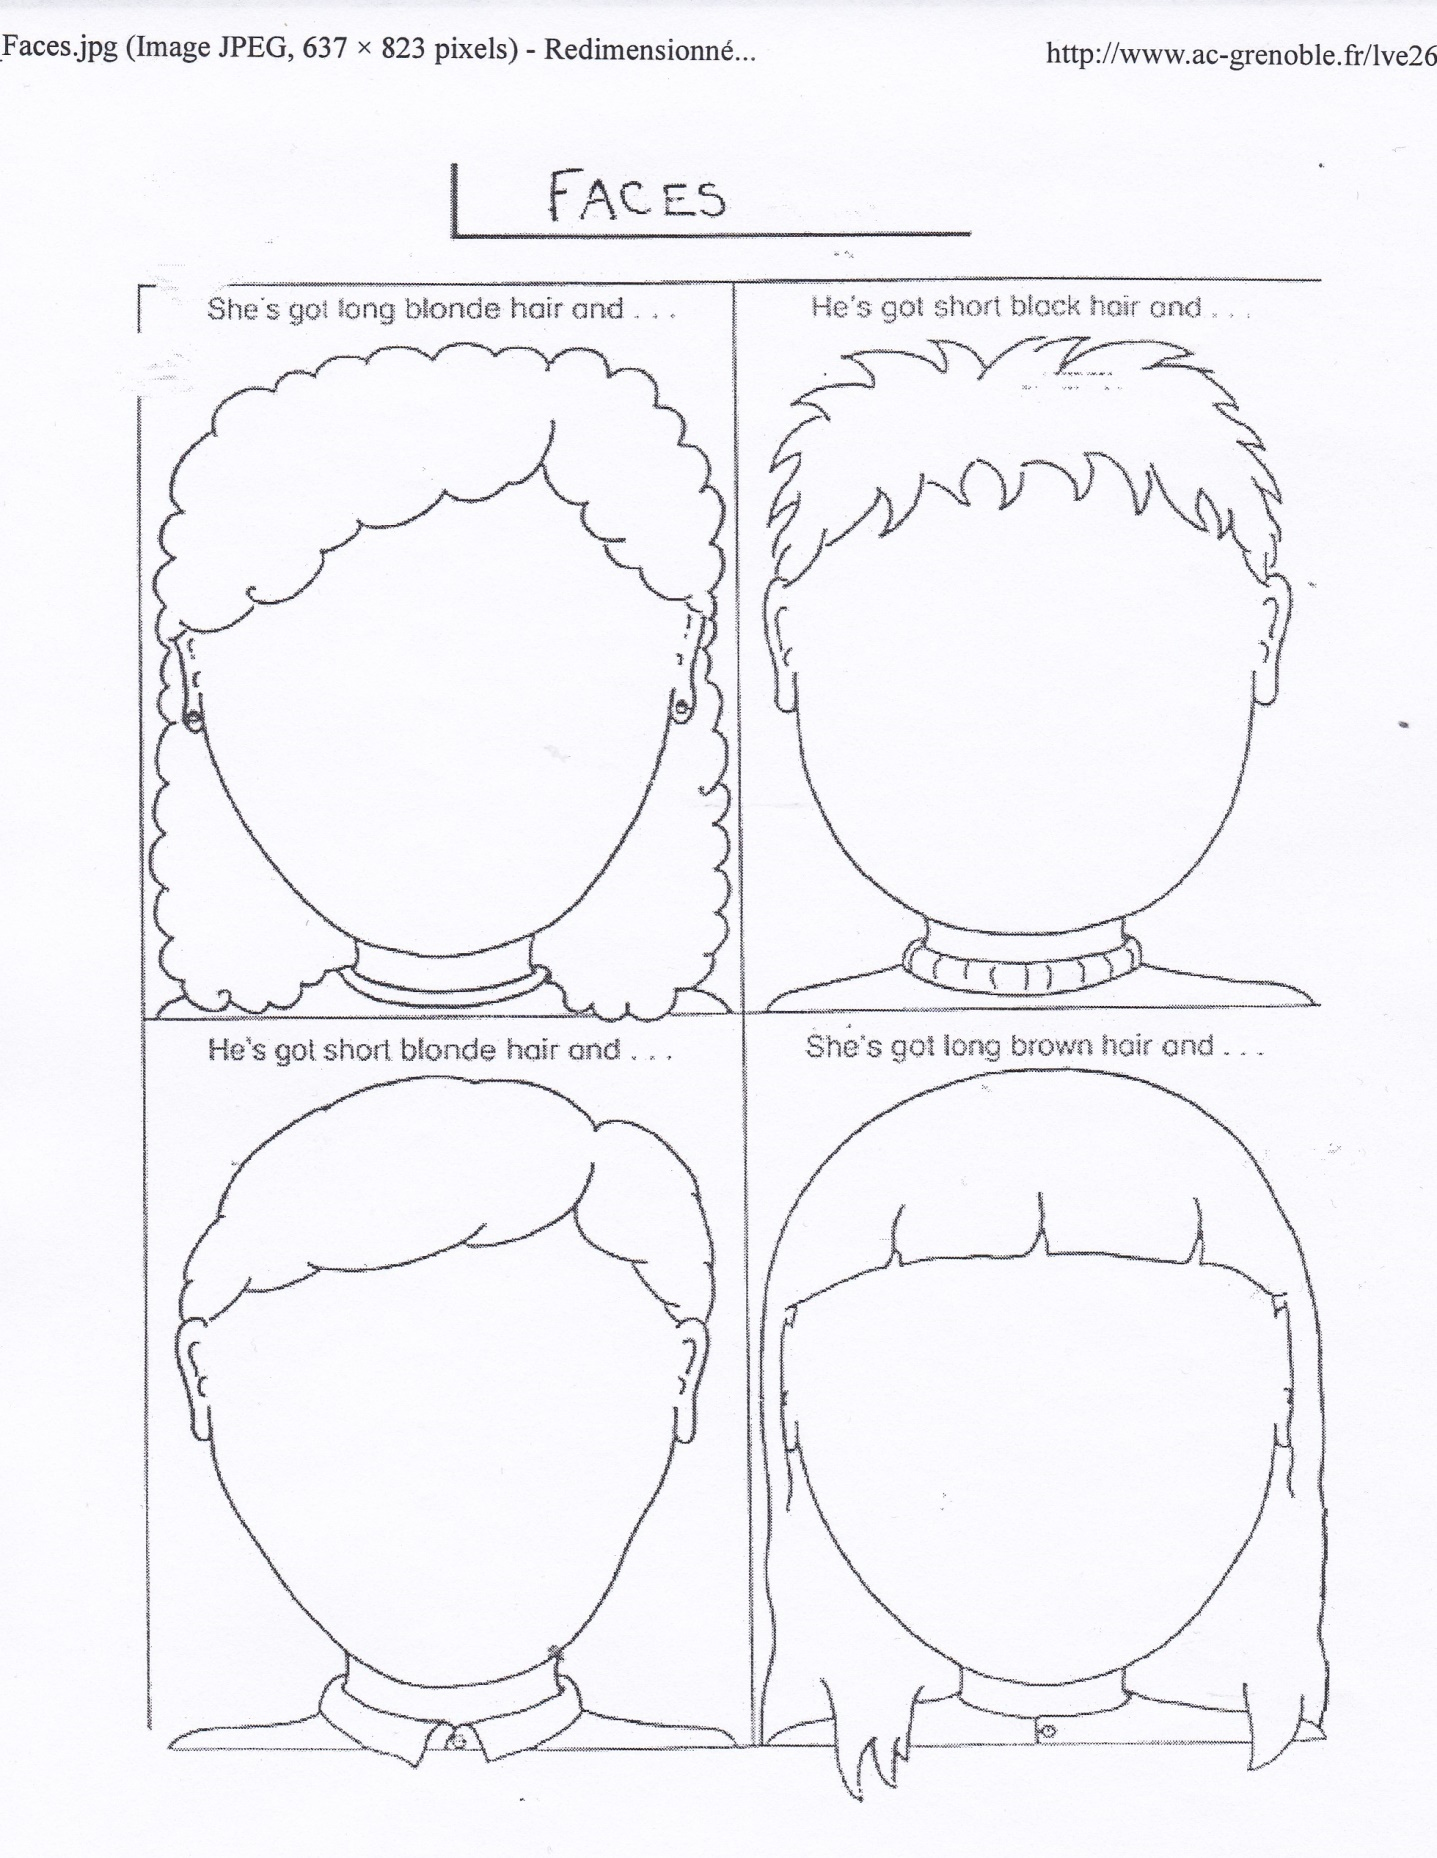 _Faces.jpg (Image JPEG, 637 × 823 pixels) - Redimensionné... http://www.ac-grenoble.fr/lve26
FACES
She's got long blonde hair and . . .
He's got short black hair and . . .
He's got short blonde hair and . . .
She's got long brown hair and . . .